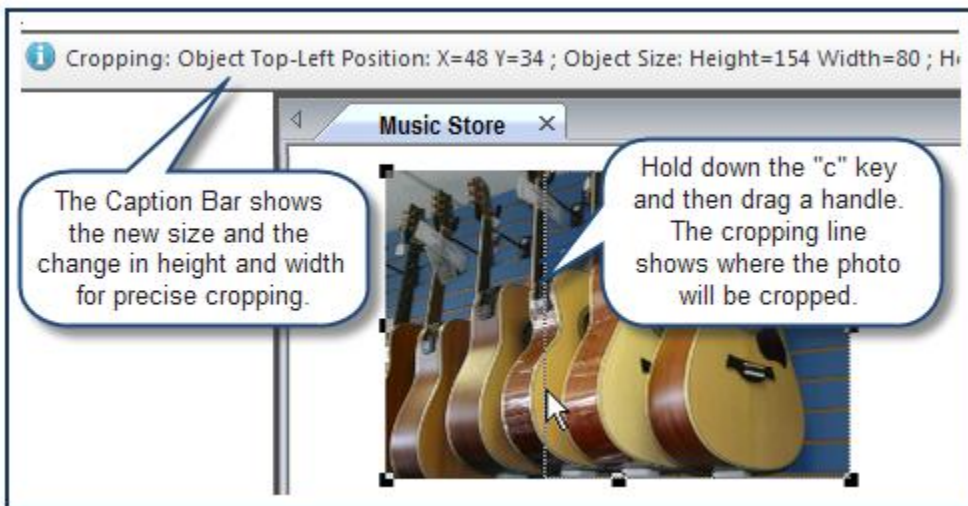 Cropping: Object Top-Left Position: X=48 Y=34 ; Object Size: Height=154 Width=80 ;
Music Store
The Caption Bar shows
the new size and the
change in height and width
for precise cropping.
Hold down the "c" key
and then drag a handle.
The cropping line
shows where the photo
will be cropped.